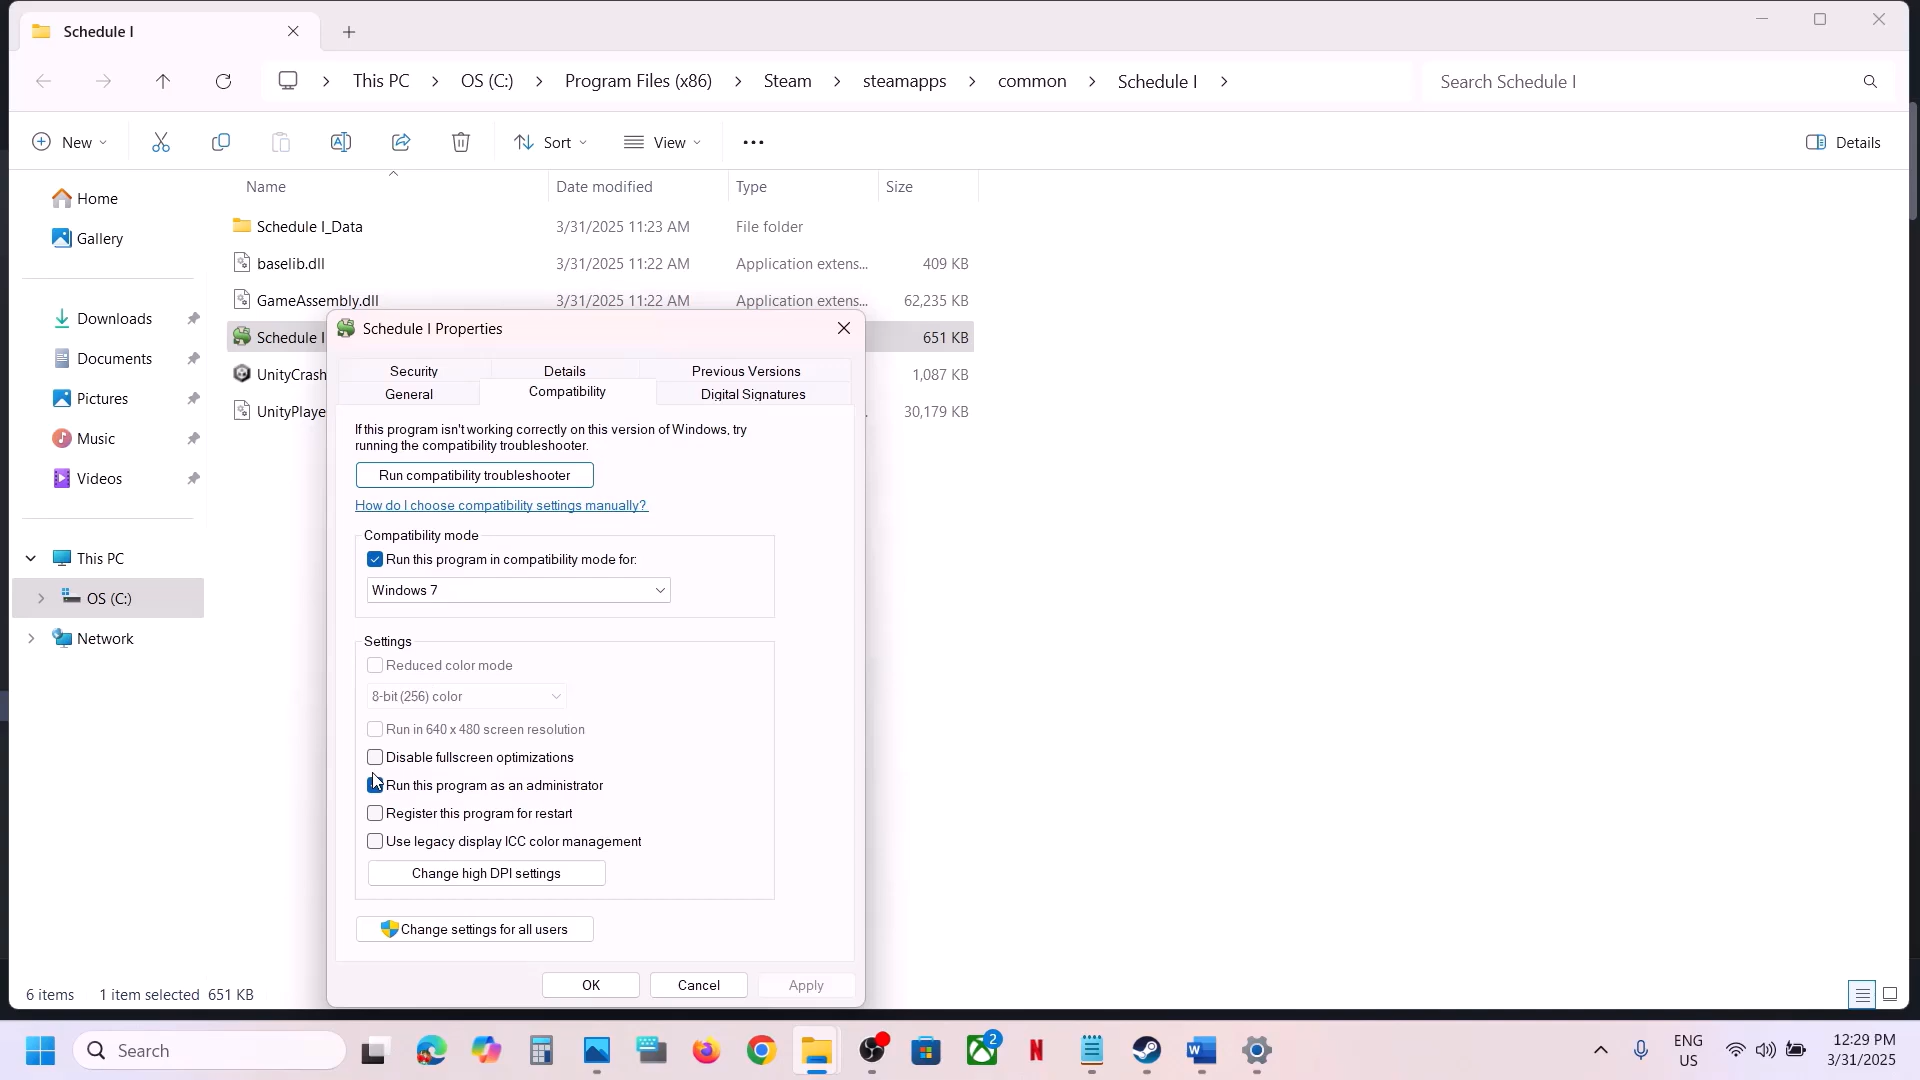 Schedule I
This PC
OS (C:)
Program Files (x86)
Steam
steamapps
common
Schedule I
Search Schedule I
New
Sort
View
Details
Name
Date modified
Type
Size
Home
Gallery
Downloads
Documents
Pictures
Music
Videos
This PC
OS (C:)
Network
Schedule I_Data
3/31/2025 11:23 AM
File folder
baselib.dll
3/31/2025 11:22 AM
Application extens...
409 KB
GameAssembly.dll
3/31/2025 11:22 AM
Application extens...
62,235 KB
Schedule I
651 KB
UnityCrash
1,087 KB
UnityPlaye
30,179 KB
Schedule I Properties
Security
Details
Previous Versions
General
Compatibility
Digital Signatures
If this program isn't working correctly on this version of Windows, try
running the compatibility troubleshooter.
Run compatibility troubleshooter
How do I choose compatibility settings manually?
Compatibility mode
Run this program in compatibility mode for:
Windows 7
Settings
Reduced color mode
8-bit (256) color
Run in 640 x 480 screen resolution
Disable fullscreen optimizations
Run this program as an administrator
Register this program for restart
Use legacy display ICC color management
Change high DPI settings
Change settings for all users
OK
Cancel
Apply
6 items
1 item selected
651 KB
Search
2
ENG
US
12:29 PM
3/31/2025